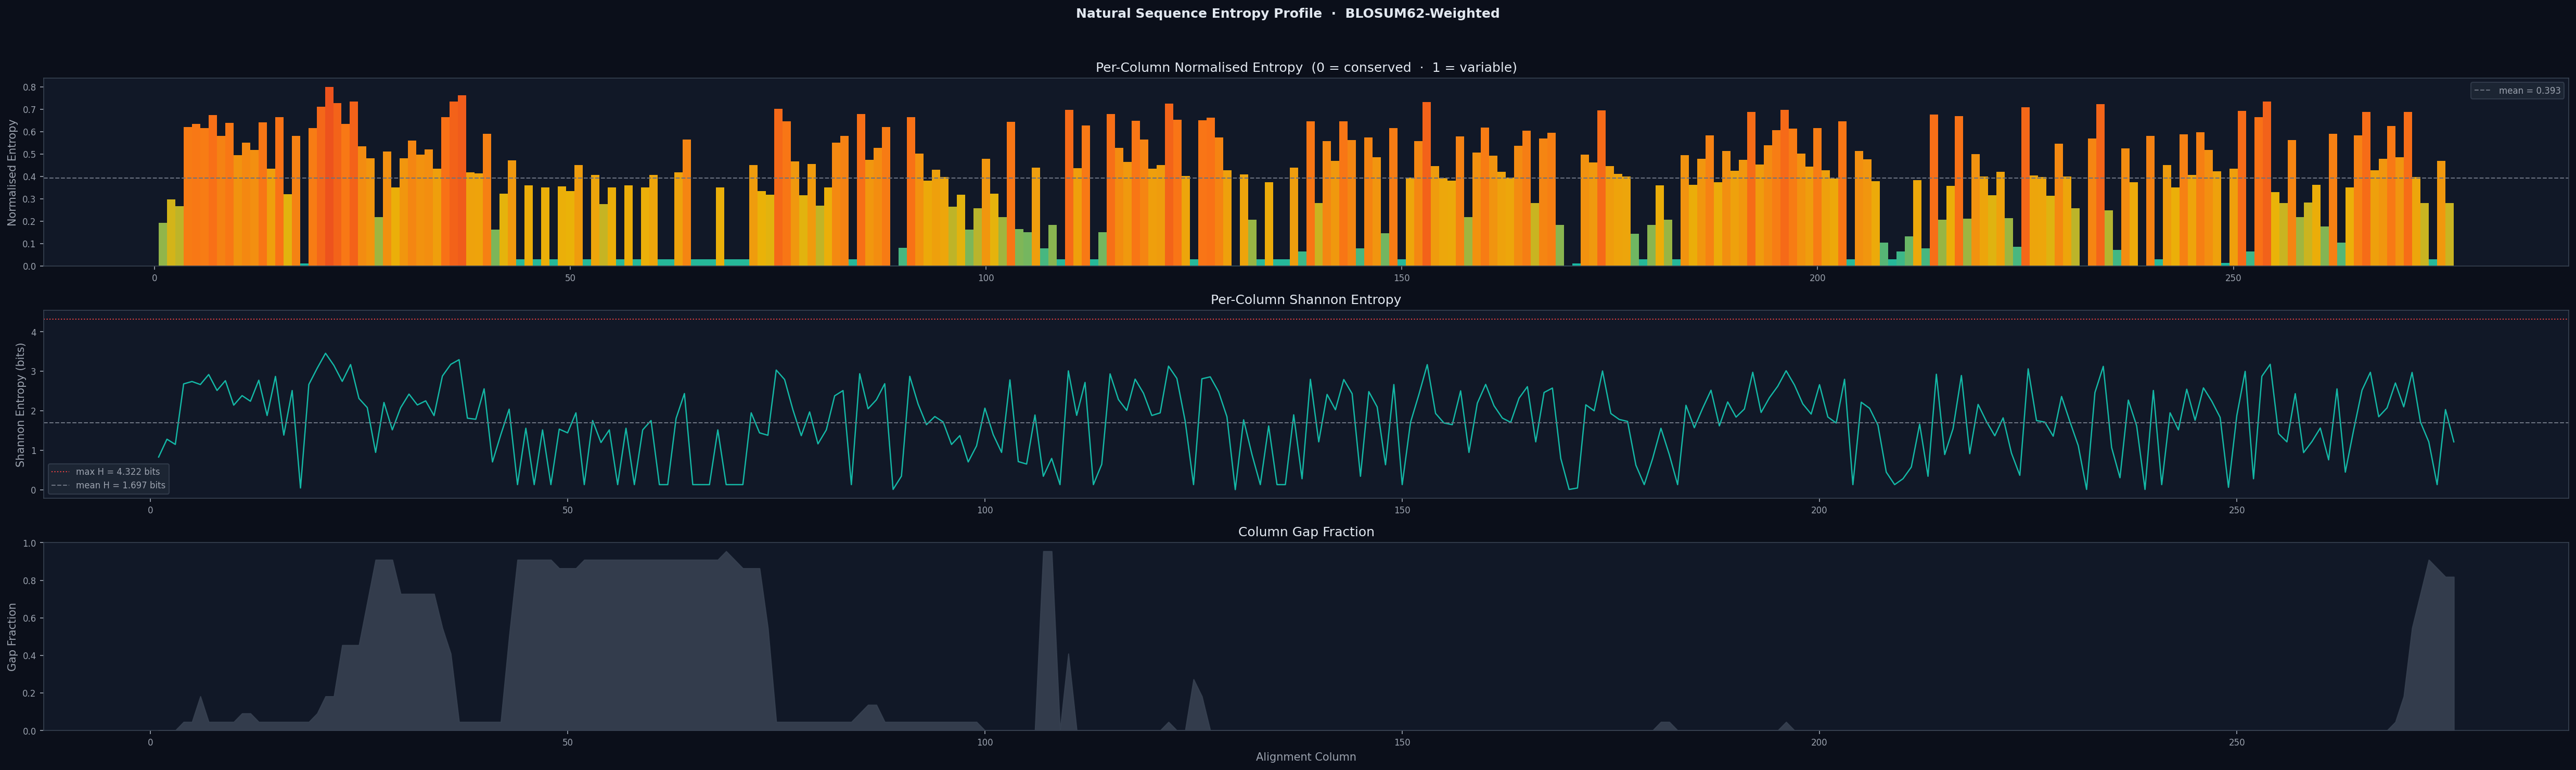 Natural Sequence Entropy Profile · BLOSUM62-Weighted
Per-Column Normalised Entropy (0 = conserved · 1 = variable)
Normalised Entropy
0.8
0.7
0.6
0.5
0.4
0.3
0.2
0.1
0.0
mean = 0.393
0 50 100 150 200 250
Per-Column Shannon Entropy
Shannon Entropy (bits)
4
3
2
1
0
max H = 4.322 bits
mean H = 1.697 bits
0 50 100 150 200 250
Column Gap Fraction
Gap Fraction
1.0
0.8
0.6
0.4
0.2
0.0
0 50 100 150 200 250
Alignment Column